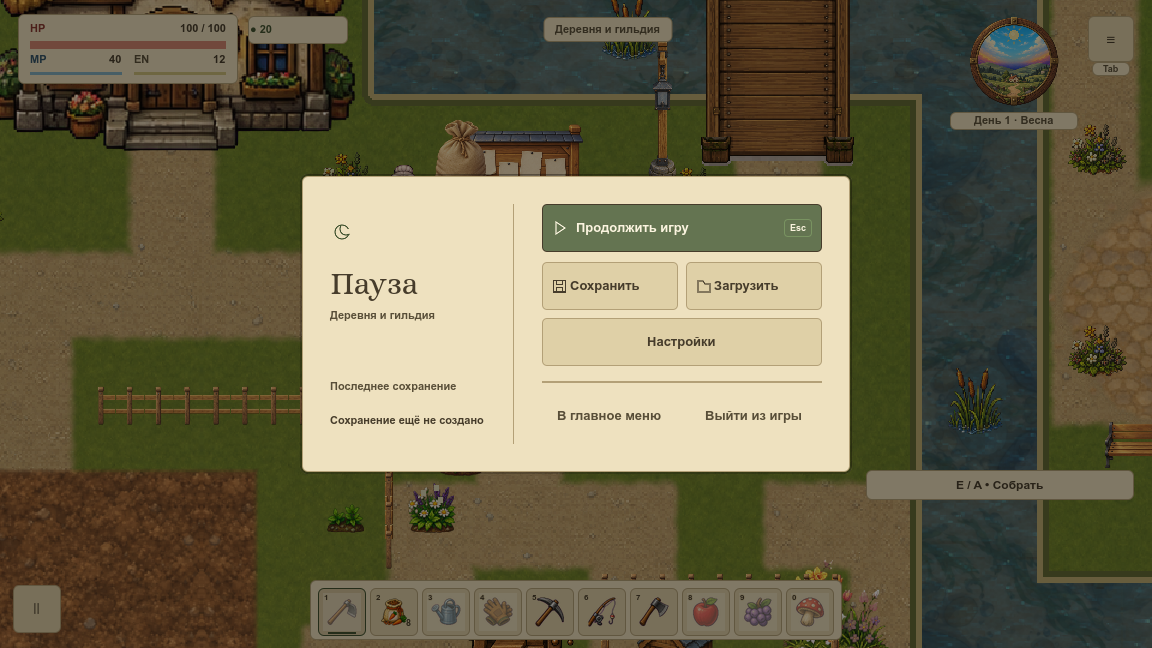 HP 100 / 100
MP 40 EN 12
• 20
Деревня и гильдия
≡
Tab
День 1 · Весна
Пауза
Деревня и гильдия
Последнее сохранение
Сохранение ещё не создано
Продолжить игру Esc
Сохранить Загрузить
Настройки
В главное меню Выйти из игры
E / A • Собрать
II
1 2 3 4 5 6 7 8 9 0
8